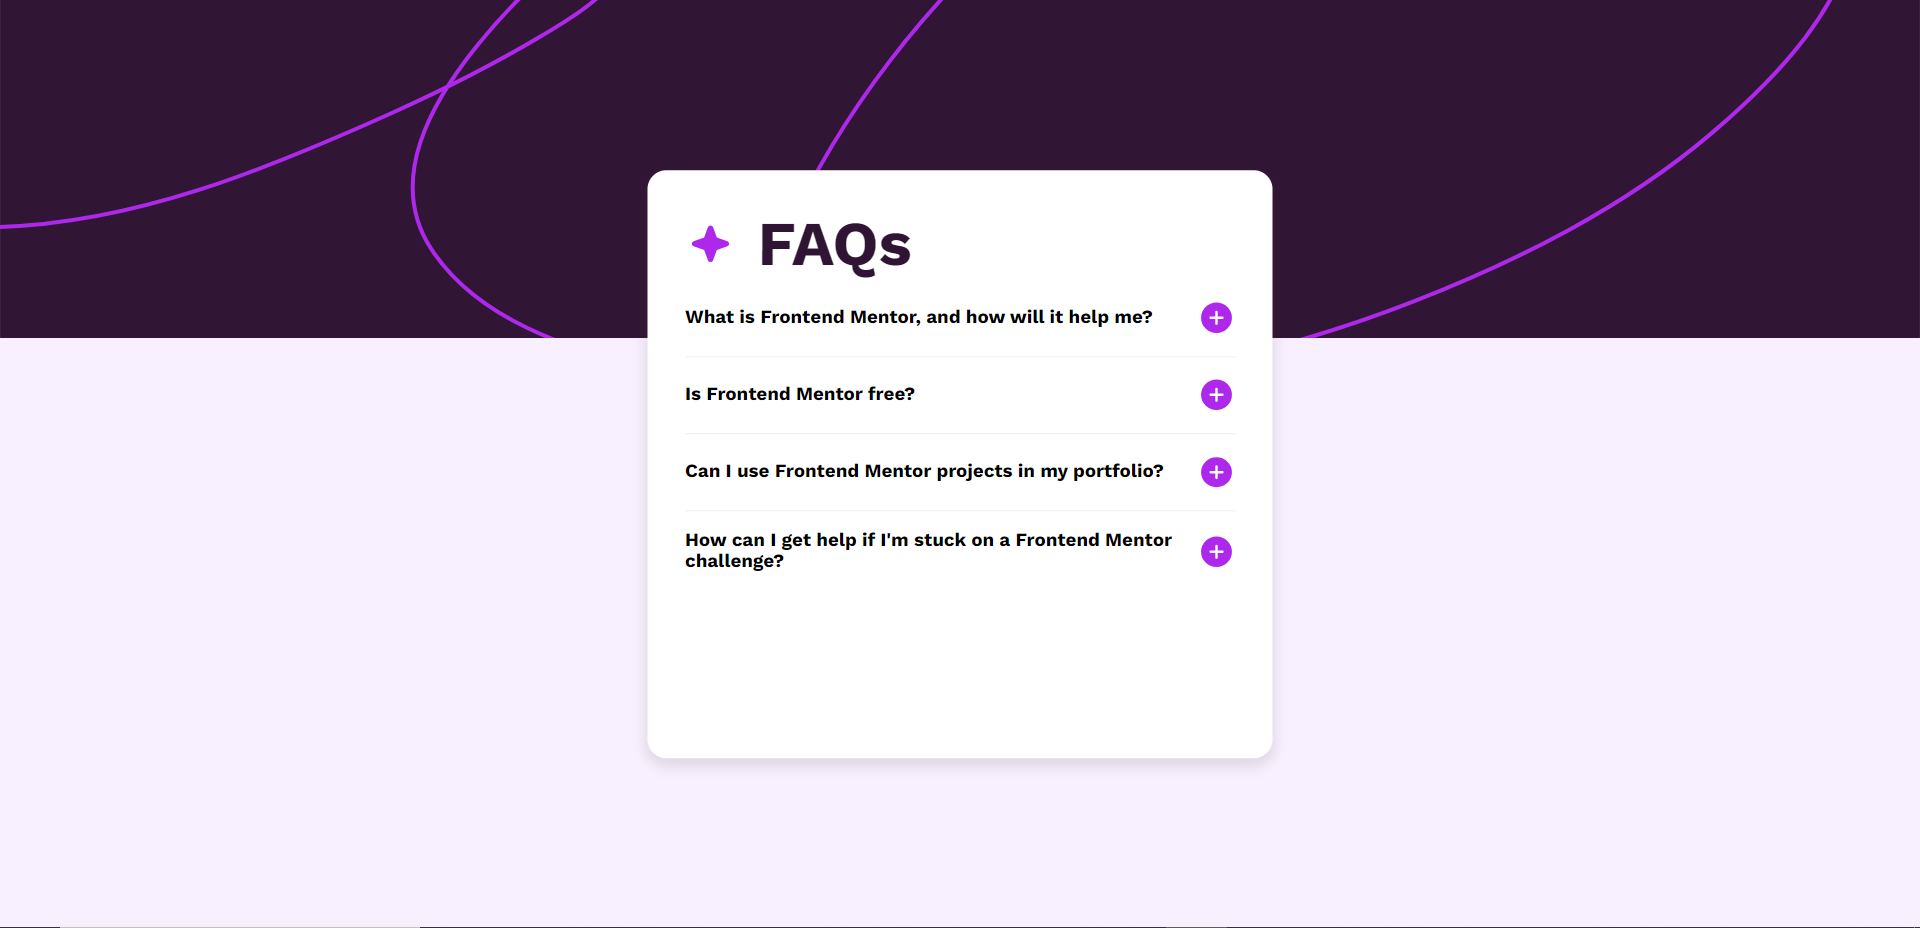 FAQs
What is Frontend Mentor, and how will it help me?
Is Frontend Mentor free?
Can I use Frontend Mentor projects in my portfolio?
How can I get help if I'm stuck on a Frontend Mentor
challenge?